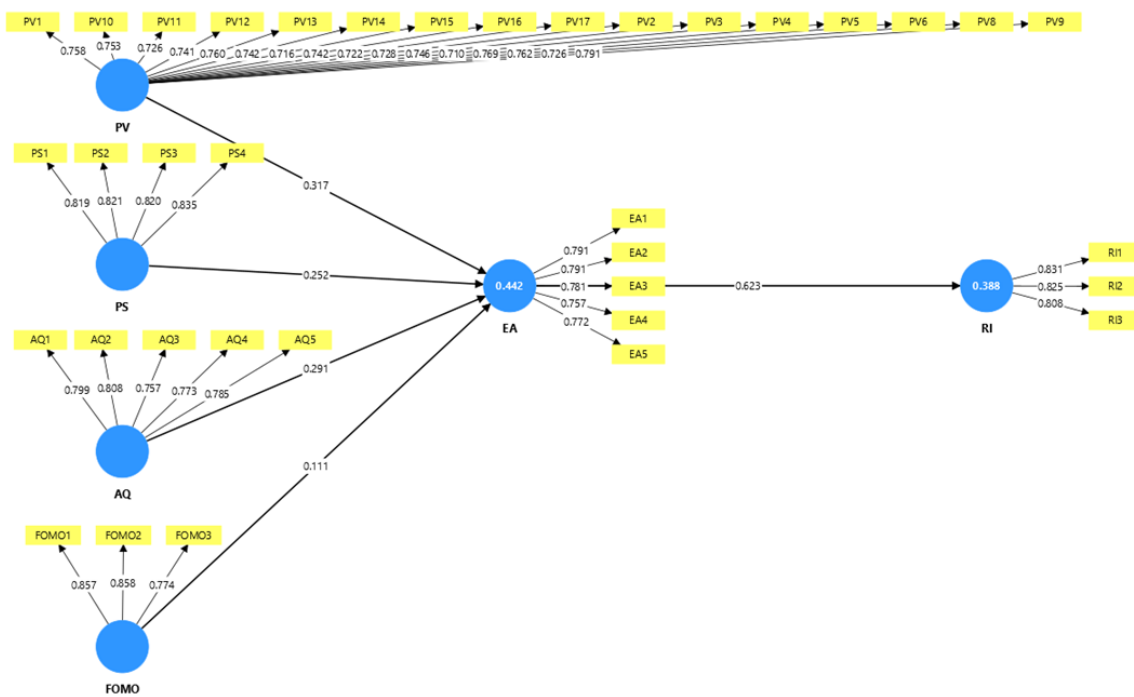 PV1 PV10 PV11 PV12 PV13 PV14 PV15 PV16 PV17 PV2 PV3 PV4 PV5 PV6 PV8 PV9
0.758 0.753 0.726 0.741 0.760 0.742 0.716 0.742 0.722 0.728 0.746 0.710 0.769 0.762 0.726 0.791
PV
PS1 PS2 PS3 PS4
0.317
0.819 0.821 0.820 0.835
PS
0.252
EA1
EA2
EA3
EA4
EA5
0.791
0.791
0.781
0.757
0.772
0.442
EA
0.623
0.388
RI
0.831
0.825
0.808
RI1
RI2
RI3
AQ1 AQ2 AQ3 AQ4 AQ5
0.799 0.808 0.757 0.773 0.785
0.291
AQ
0.111
FOMO1 FOMO2 FOMO3
0.857 0.858 0.774
FOMO